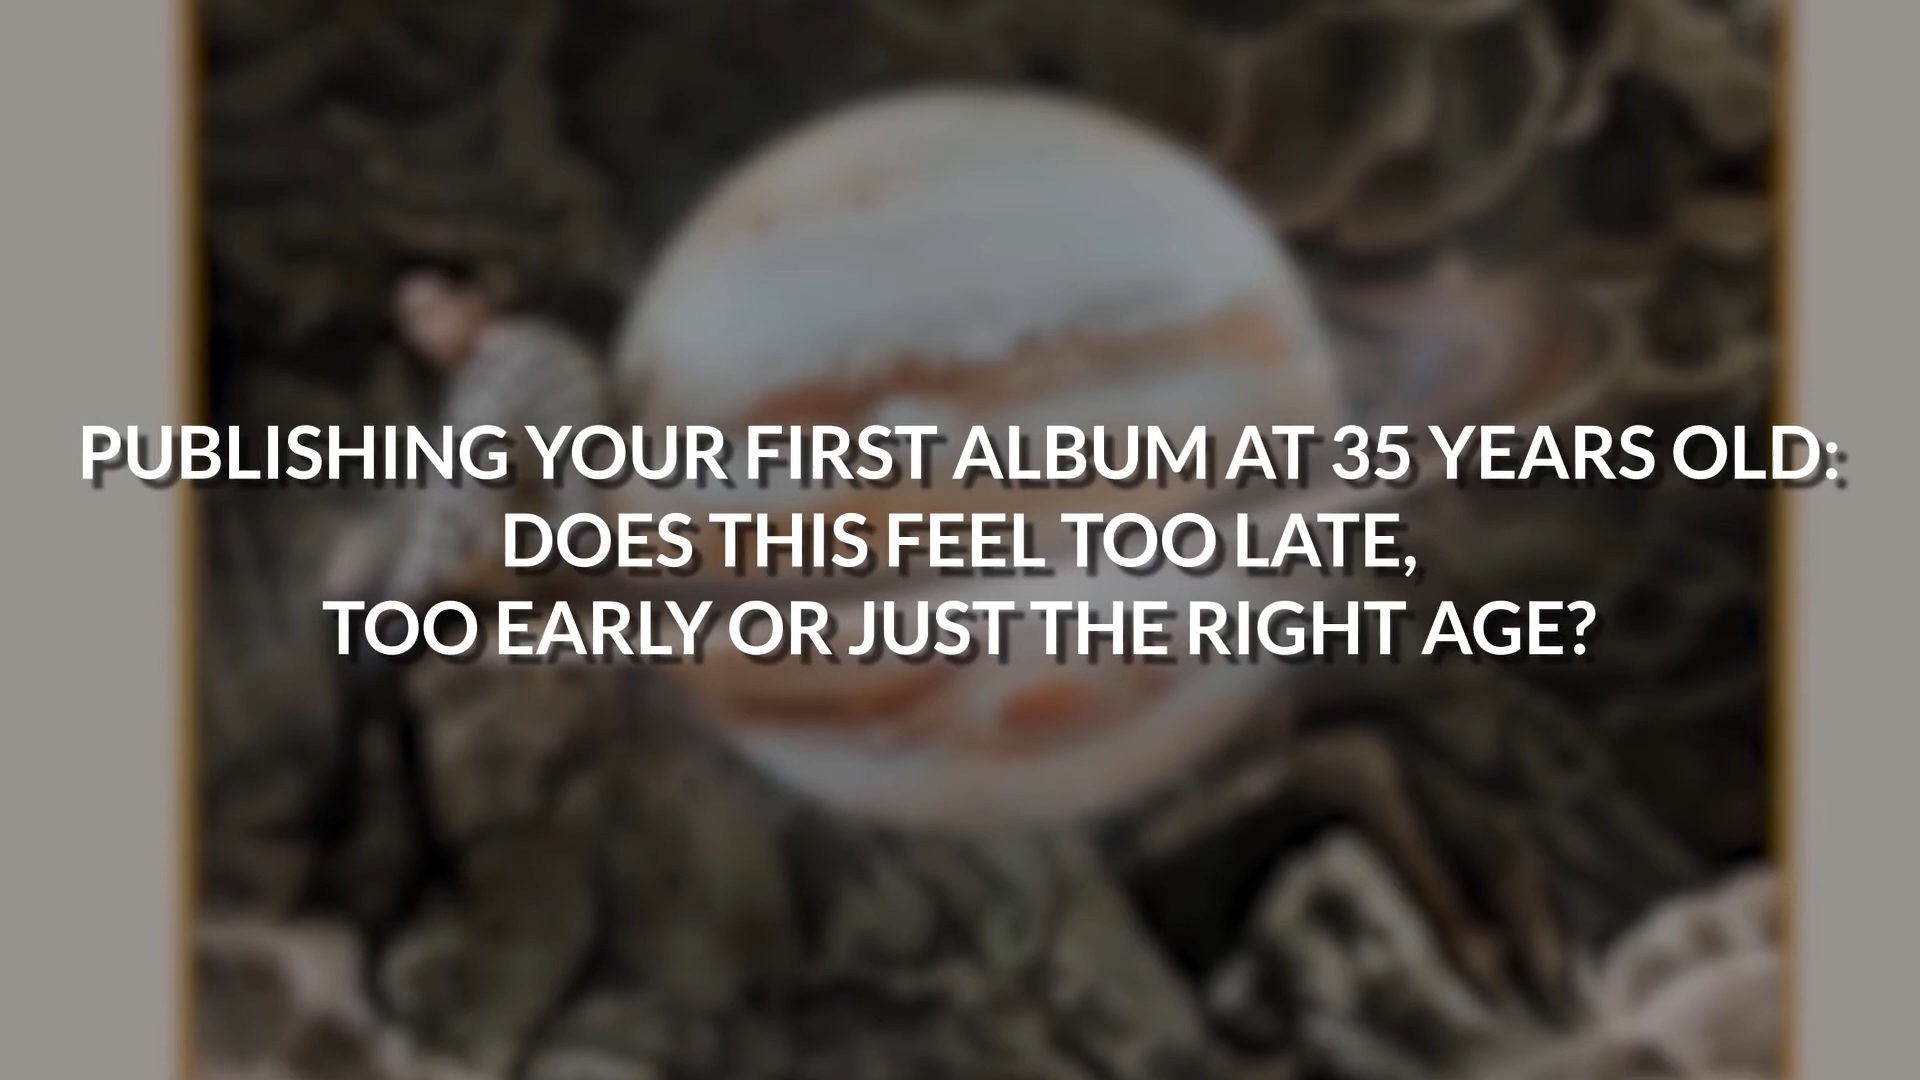 PUBLISHING YOUR FIRST ALBUM AT 35 YEARS OLD:
DOES THIS FEEL TOO LATE,
TOO EARLY OR JUST THE RIGHT AGE?